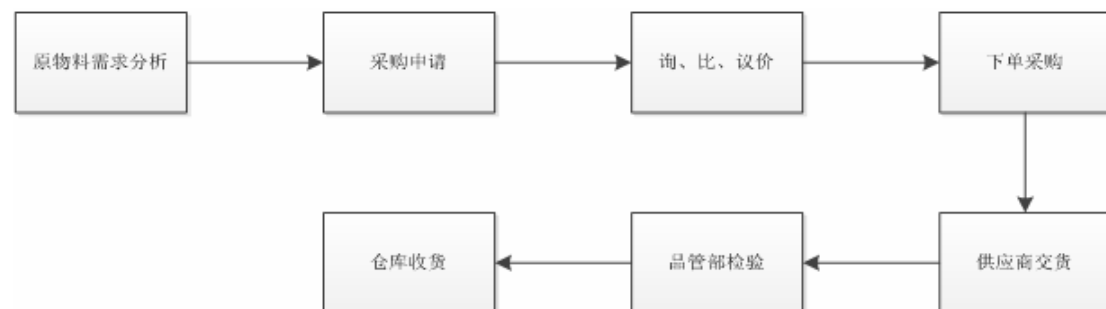 原物料需求分析
采购申请
询、比、议价
下单采购
供应商交货
品管部检验
仓库收货